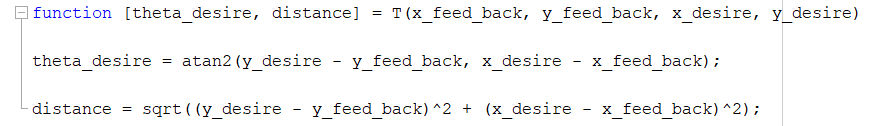 function [theta_desire, distance] = T(x_feed_back, y_feed_back, x_desire, y_desire)
theta_desire = atan2(y_desire - y_feed_back, x_desire - x_feed_back);
distance = sqrt((y_desire - y_feed_back)^2 + (x_desire - x_feed_back)^2);